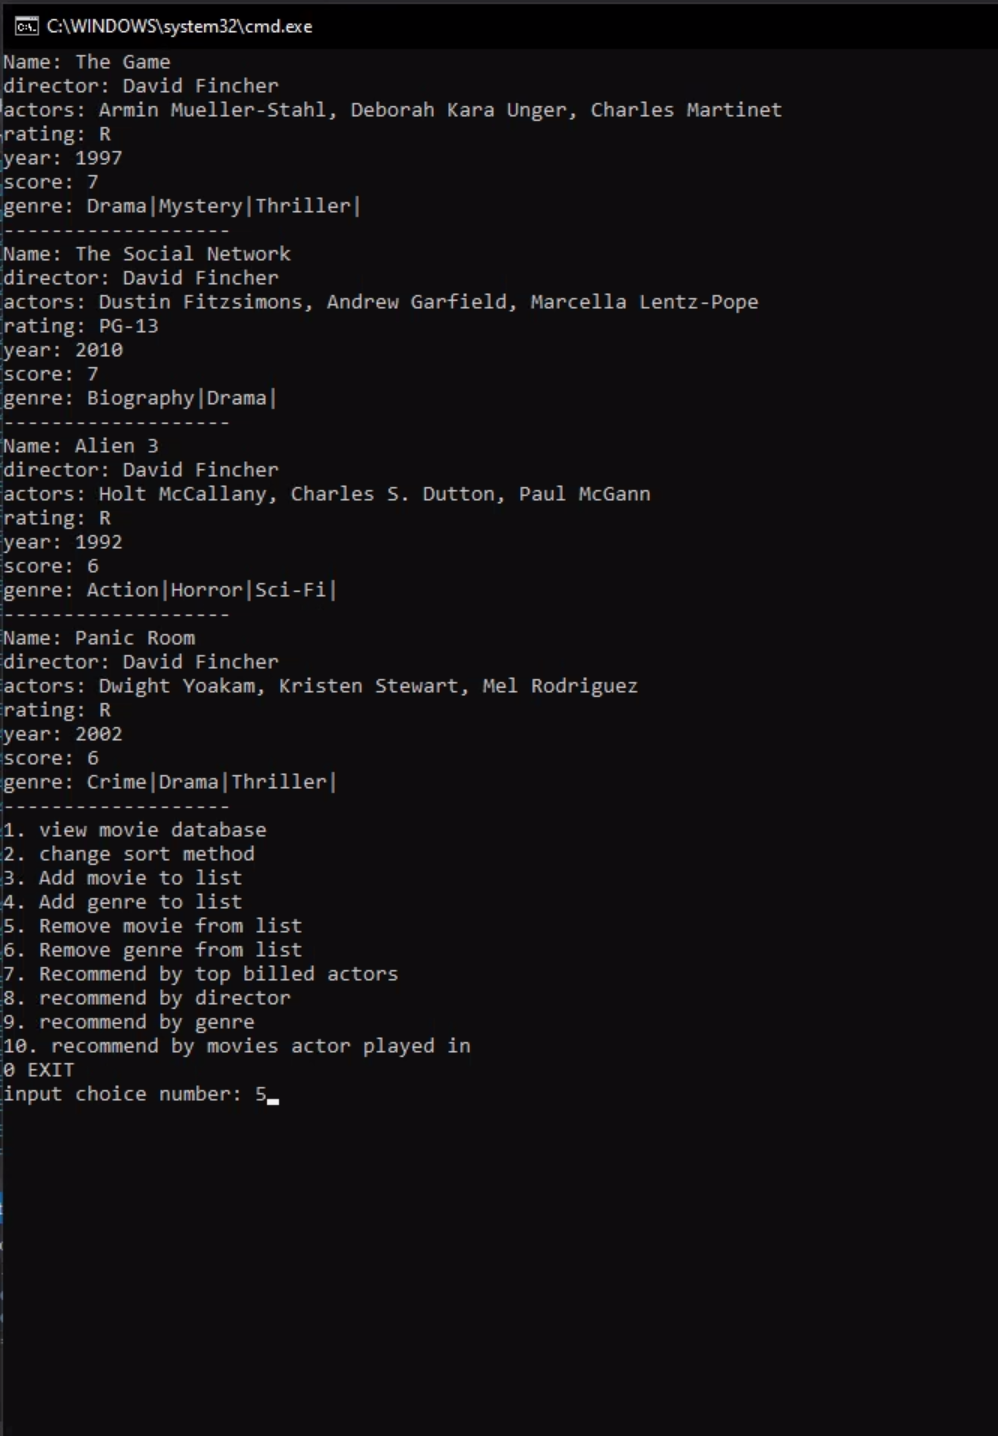 C:\WINDOWS\system32\cmd.exe
Name: The Game
director: David Fincher
actors: Armin Mueller-Stahl, Deborah Kara Unger, Charles Martinet
rating: R
year: 1997
score: 7
genre: Drama|Mystery|Thriller|
-------------------
Name: The Social Network
director: David Fincher
actors: Dustin Fitzsimons, Andrew Garfield, Marcella Lentz-Pope
rating: PG-13
year: 2010
score: 7
genre: Biography|Drama|
-------------------
Name: Alien 3
director: David Fincher
actors: Holt McCallany, Charles S. Dutton, Paul McGann
rating: R
year: 1992
score: 6
genre: Action|Horror|Sci-Fi|
-------------------
Name: Panic Room
director: David Fincher
actors: Dwight Yoakam, Kristen Stewart, Mel Rodriguez
rating: R
year: 2002
score: 6
genre: Crime|Drama|Thriller|
-------------------
1. view movie database
2. change sort method
3. Add movie to list
4. Add genre to list
5. Remove movie from list
6. Remove genre from list
7. Recommend by top billed actors
8. recommend by director
9. recommend by genre
10. recommend by movies actor played in
0 EXIT
input choice number: 5